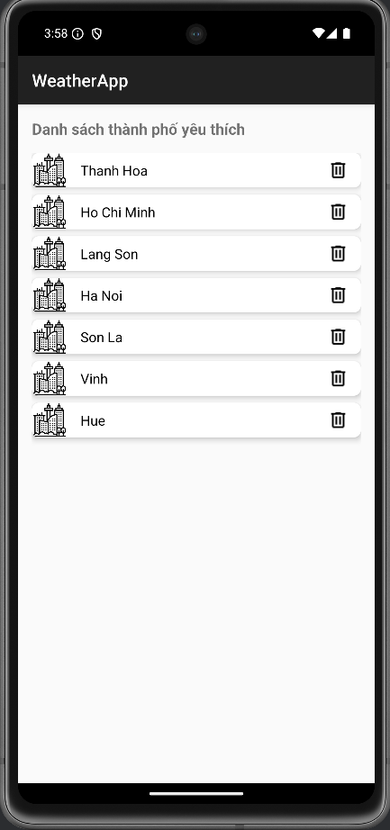 3:58
WeatherApp
Danh sách thành phố yêu thích
Thanh Hoa
Ho Chi Minh
Lang Son
Ha Noi
Son La
Vinh
Hue